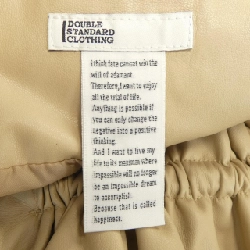 DOUBLE
STANDARD
CLOTHING
I think fate cannot win the
will of adamant.
Therefore, I want to enjoy
all the trial of life.
Anything is possible if
you can only change the
negative into a positive
thinking.
And I want to live my
life to its maximum where
impossible will no longer
be an impossible dream
to accomplish.
Because that is called
happiness.